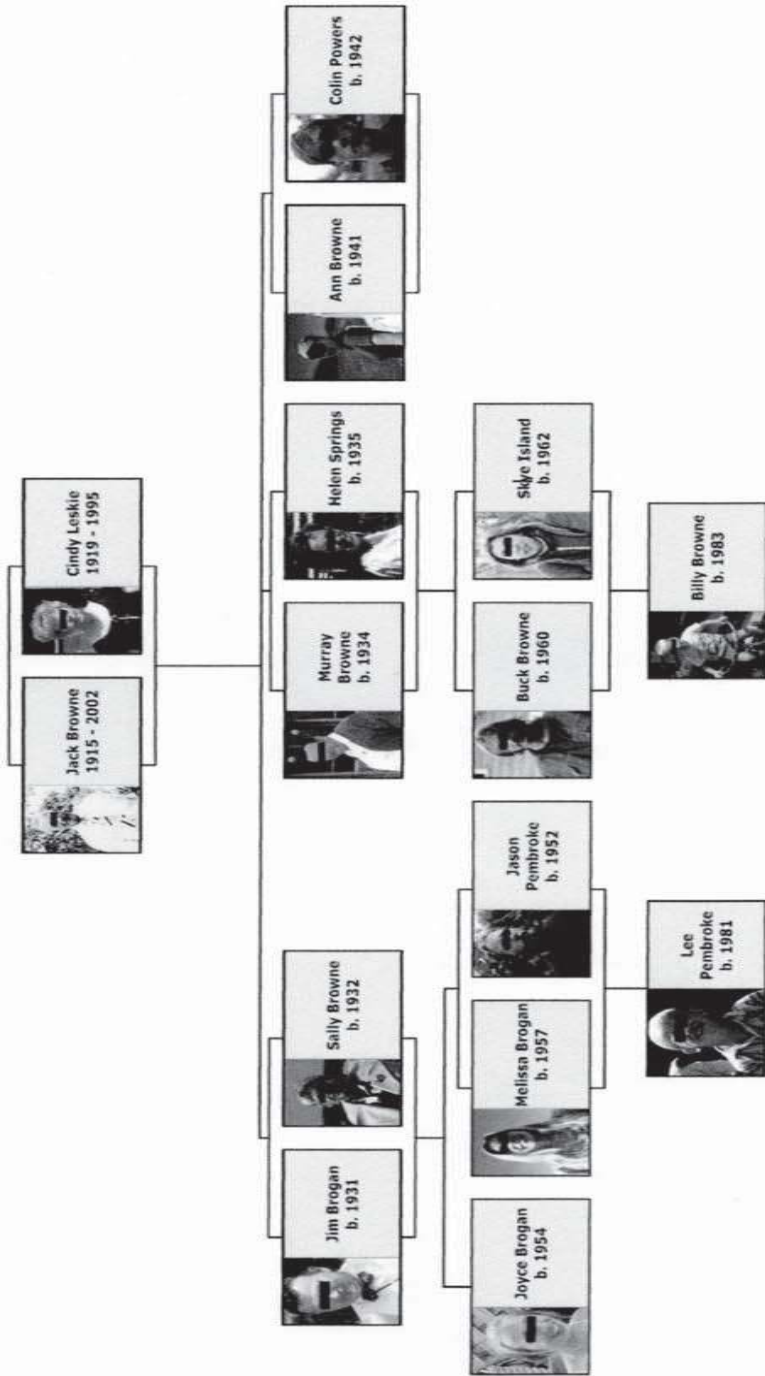 Jack Browne
1915 - 2002
Cindy Leskie
1919 - 1995
Jim Brogan
b. 1931
Sally Browne
b. 1932
Murray
Browne
b. 1934
Helen Springs
b. 1935
Ann Browne
b. 1941
Colin Powers
b. 1942
Joyce Brogan
b. 1954
Melissa Brogan
b. 1957
Jason
Pembroke
b. 1952
Buck Browne
b. 1960
Skye Island
b. 1962
Lee
Pembroke
b. 1981
Billy Browne
b. 1983